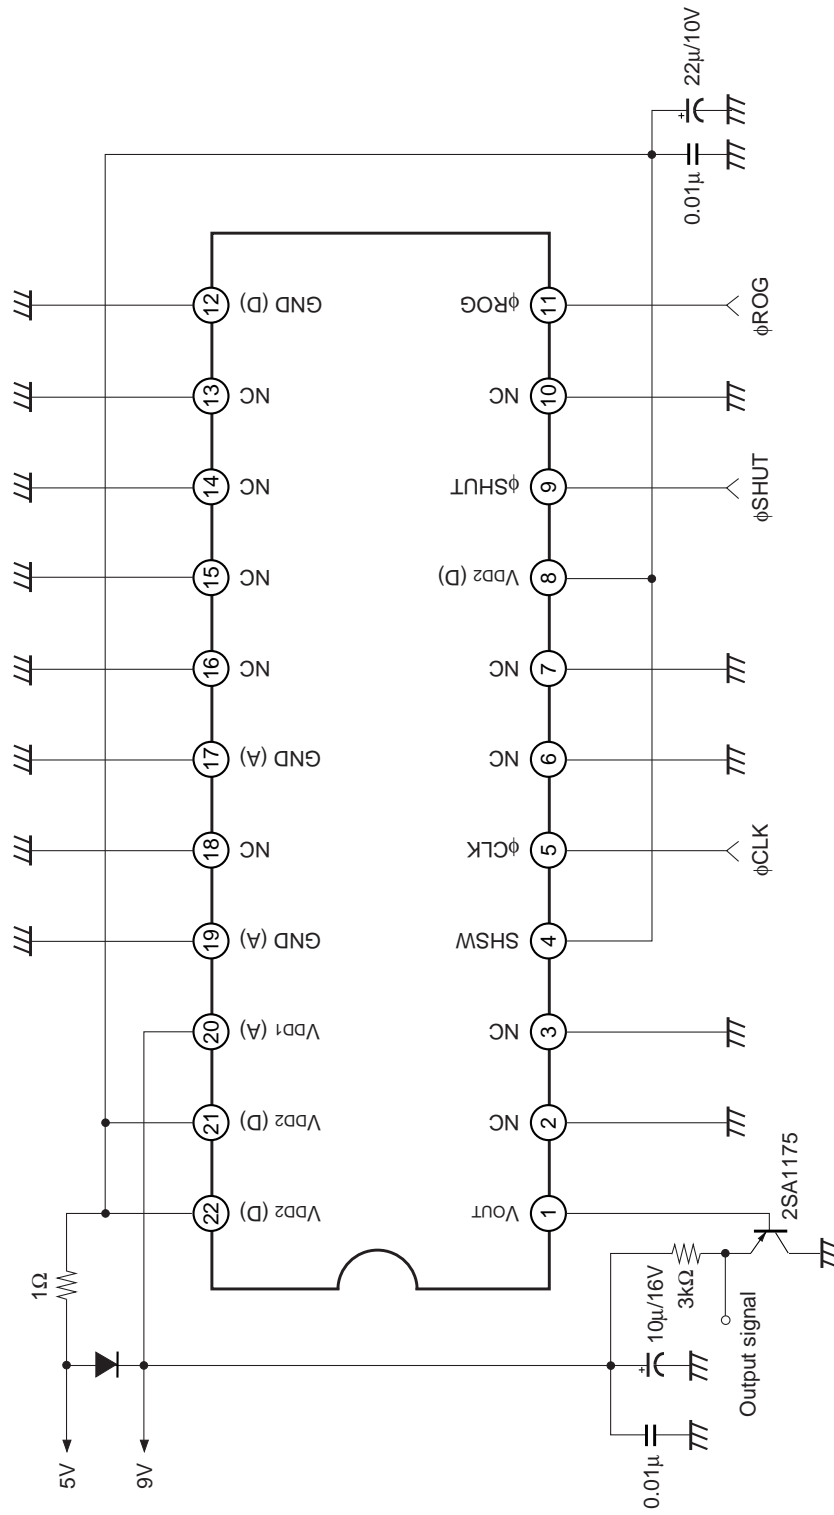 5V
9V
1Ω
22
21
20
19
18
17
16
15
14
13
12
VDD2 (D)
VDD2 (D)
VDD1 (A)
GND (A)
NC
GND (A)
NC
NC
NC
NC
GND (D)
VOUT
NC
NC
SHSW
ϕCLK
NC
NC
VDD2 (D)
ϕSHUT
NC
ϕROG
1
2
3
4
5
6
7
8
9
10
11
0.01µ
+
10µ/16V
3kΩ
Output signal
2SA1175
ϕCLK
ϕSHUT
ϕROG
0.01µ
+
22µ/10V